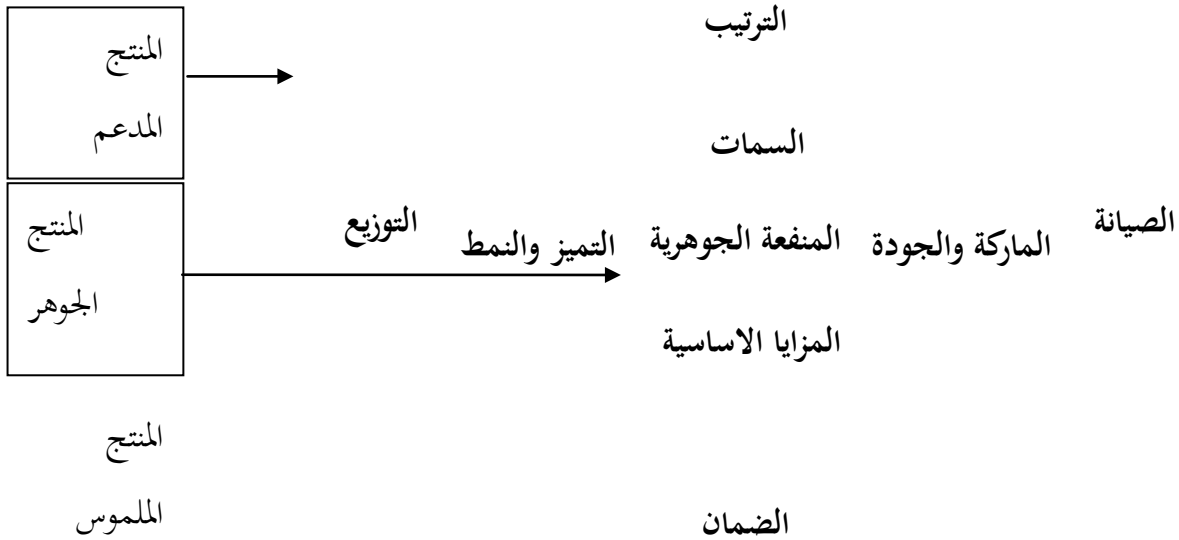 الترتيب
المنتج
المدعم
السمات
الصيانة
الماركة والجودة
المنفعة الجوهرية
التميز والنمط
التوزيع
المنتج
الجوهر
المزايا الاساسية
المنتج
الملموس
الضمان